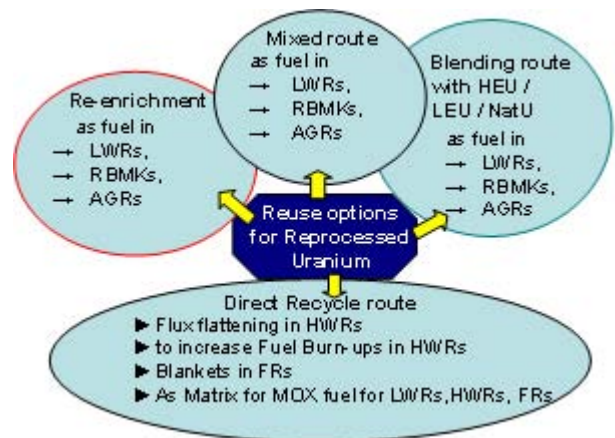 Mixed route
as fuel in
→ LWRs,
→ RBMKs,
→ AGRs
Re-enrichment
as fuel in
→ LWRs,
→ RBMKs,
→ AGRs
Blending route
with HEU /
LEU / NatU
as fuel in
→ LWRs,
→ RBMKs,
→ AGRs
Reuse options
for Reprocessed
Uranium
Direct Recycle route
► Flux flattening in HWRs
► to increase Fuel Burn-ups in HWRs
► Blankets in FRs
► As Matrix for MOX fuel for LWRs,HWRs, FRs